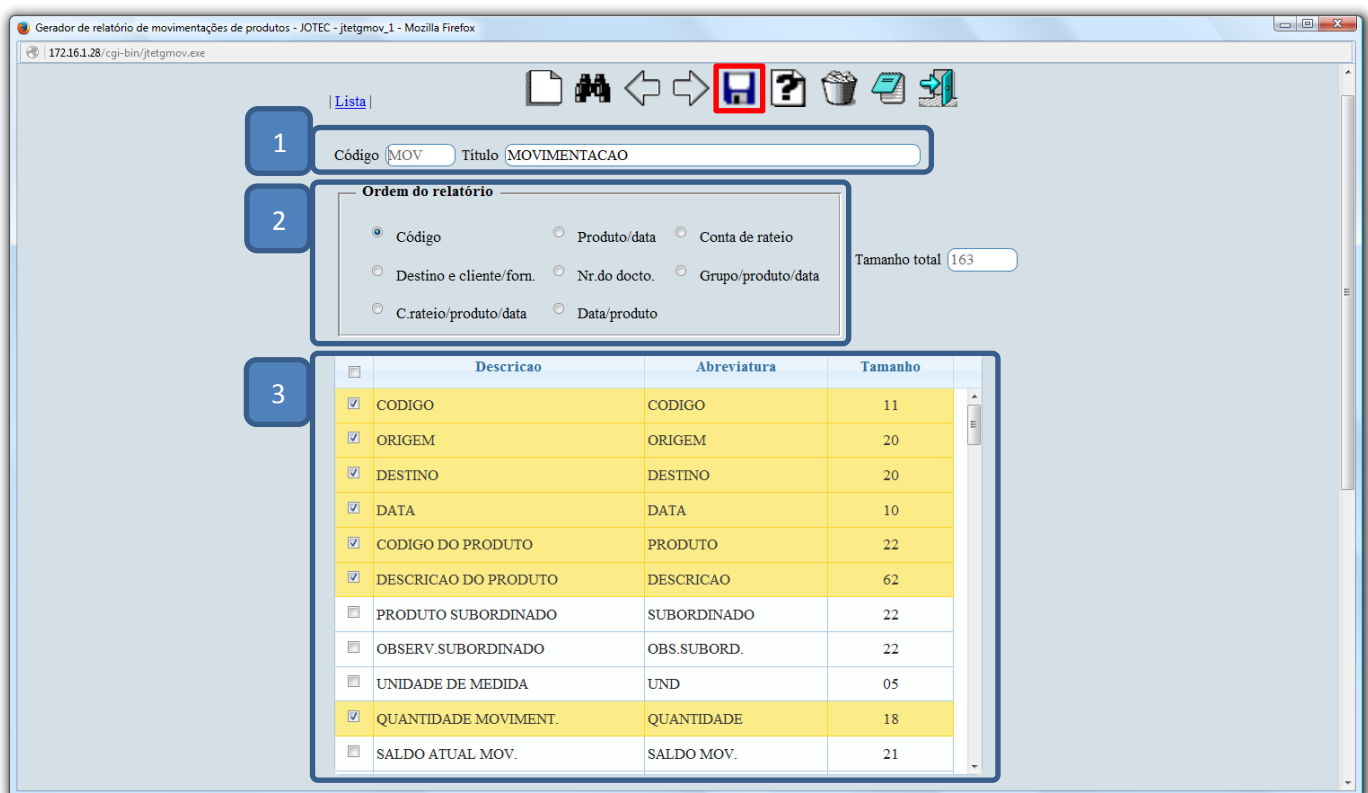 Gerador de relatório de movimentações de produtos - JOTEC - jtetgmov_1 - Mozilla Firefox
172.16.1.28/cgi-bin/jtetgmov.exe
| Lista |
1
Código MOV Título MOVIMENTACAO
2
Ordem do relatório
Código Produto/data Conta de rateio
Tamanho total 163
Destino e cliente/forn. Nr.do docto. Grupo/produto/data
C.rateio/produto/data Data/produto
3
Descricao Abreviatura Tamanho
CODIGO CODIGO 11
ORIGEM ORIGEM 20
DESTINO DESTINO 20
DATA DATA 10
CODIGO DO PRODUTO PRODUTO 22
DESCRICAO DO PRODUTO DESCRICAO 62
PRODUTO SUBORDINADO SUBORDINADO 22
OBSERV.SUBORDINADO OBS.SUBORD. 22
UNIDADE DE MEDIDA UND 05
QUANTIDADE MOVIMENT. QUANTIDADE 18
SALDO ATUAL MOV. SALDO MOV. 21